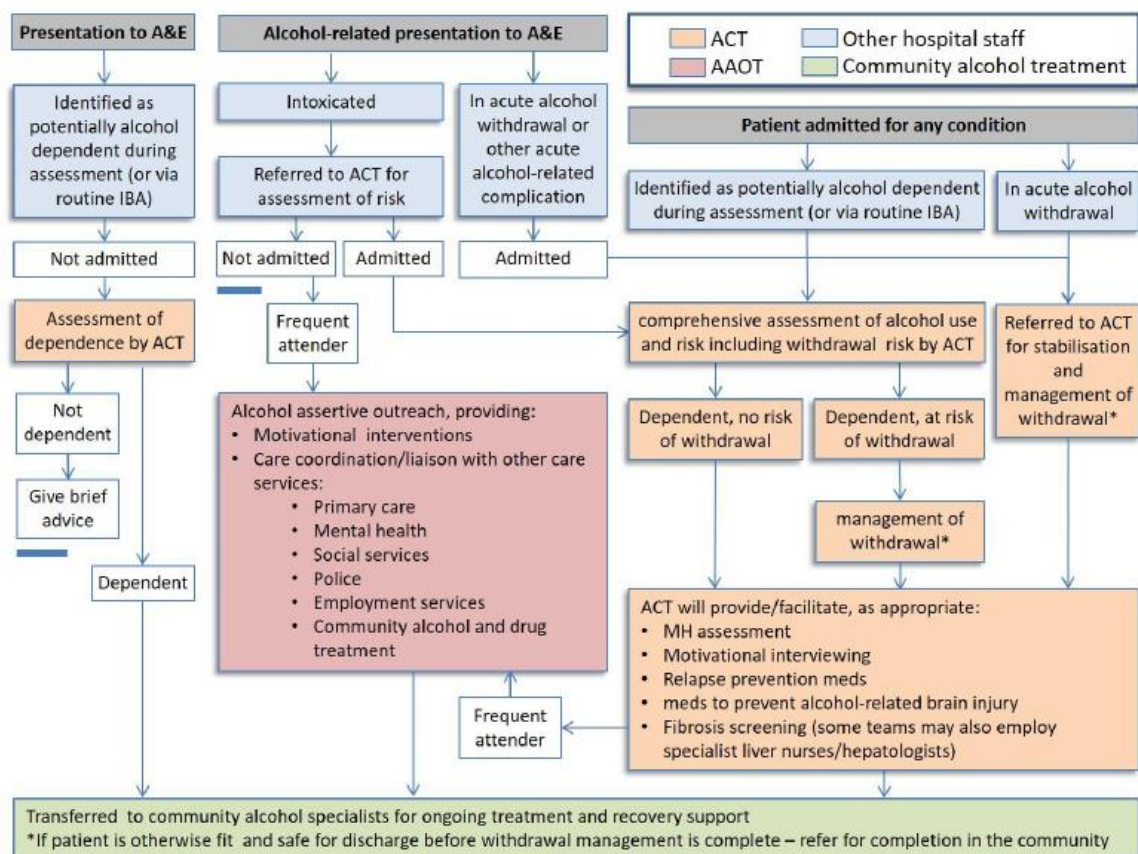 Presentation to A&E
Alcohol-related presentation to A&E
ACT
Other hospital staff
AAOT
Community alcohol treatment
Identified as
potentially alcohol
dependent during
assessment (or via
routine IBA)
Not admitted
Assessment of
dependence by ACT
Not
dependent
Give brief
advice
Dependent
Intoxicated
Referred to ACT for
assessment of risk
Not admitted
Admitted
Frequent
attender
In acute alcohol
withdrawal or
other acute
alcohol-related
complication
Admitted
Alcohol assertive outreach, providing:
• Motivational interventions
• Care coordination/liaison with other care
services:
• Primary care
• Mental health
• Social services
• Police
• Employment services
• Community alcohol and drug
treatment
Patient admitted for any condition
Identified as potentially alcohol dependent
during assessment (or via routine IBA)
In acute alcohol
withdrawal
comprehensive assessment of alcohol use
and risk including withdrawal risk by ACT
Referred to ACT
for stabilisation
and
management of
withdrawal*
Dependent, no risk
of withdrawal
Dependent, at risk
of withdrawal
management of
withdrawal*
ACT will provide/facilitate, as appropriate:
• MH assessment
• Motivational interviewing
• Relapse prevention meds
• meds to prevent alcohol-related brain injury
• Fibrosis screening (some teams may also employ
specialist liver nurses/hepatologists)
Frequent
attender
Transferred to community alcohol specialists for ongoing treatment and recovery support
*If patient is otherwise fit and safe for discharge before withdrawal management is complete – refer for completion in the community